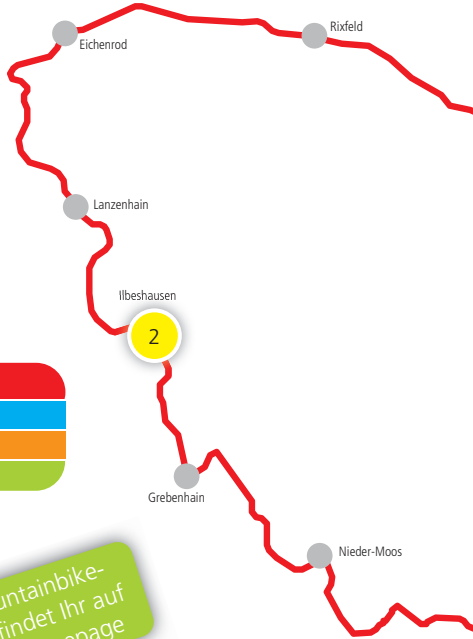 Rixfeld
Eichenrod
Lanzenhain
Ilbeshausen
2
Grebenhain
Nieder-Moos
findet Ihr auf